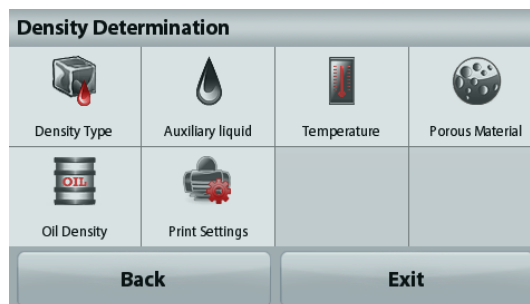 Density Determination
Density Type
Auxiliary liquid
Temperature
Porous Material
OIL
Oil Density
Print Settings
Back
Exit